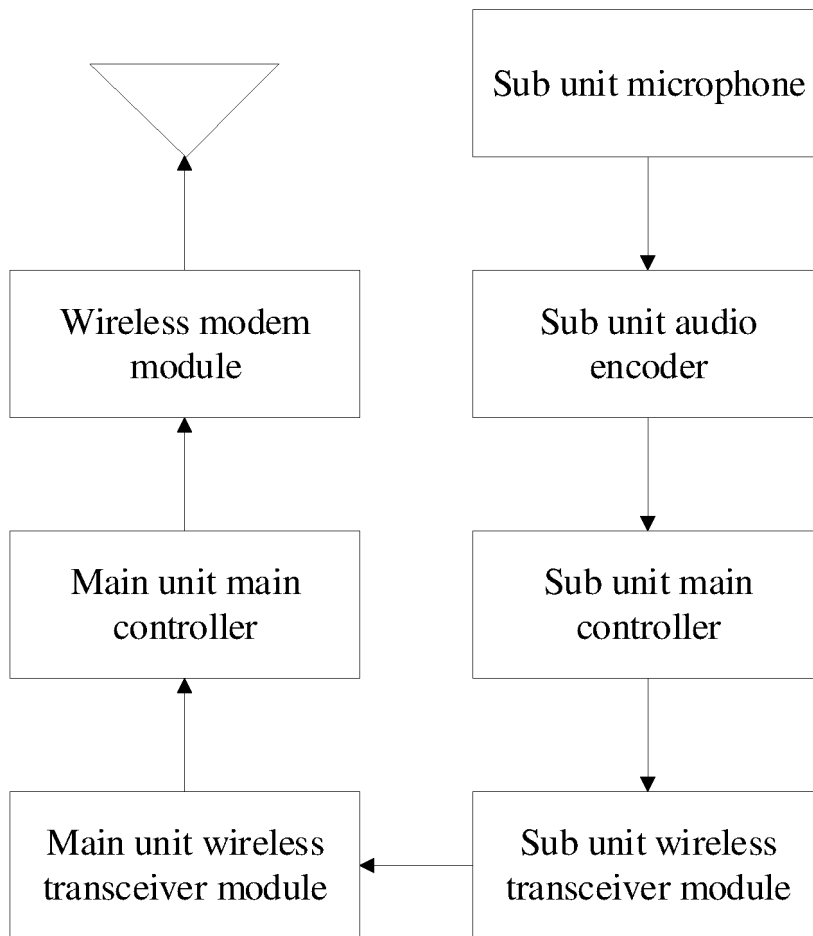 Sub unit microphone
Wireless modem
module
Sub unit audio
encoder
Main unit main
controller
Sub unit main
controller
Main unit wireless
transceiver module
Sub unit wireless
transceiver module